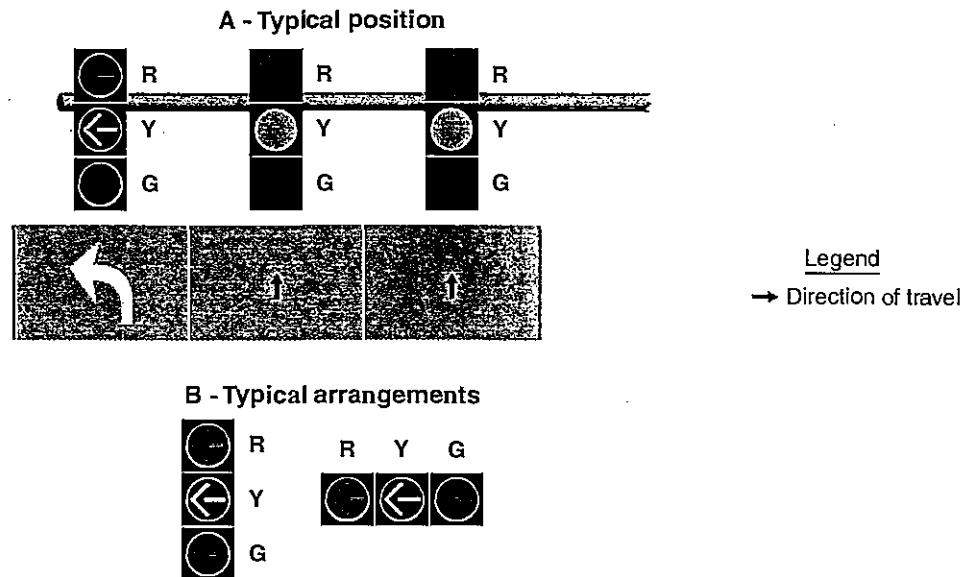 A - Typical position
R R R
Y Y Y
G G G
Legend
→ Direction of travel
B - Typical arrangements
R
Y
G
R Y G